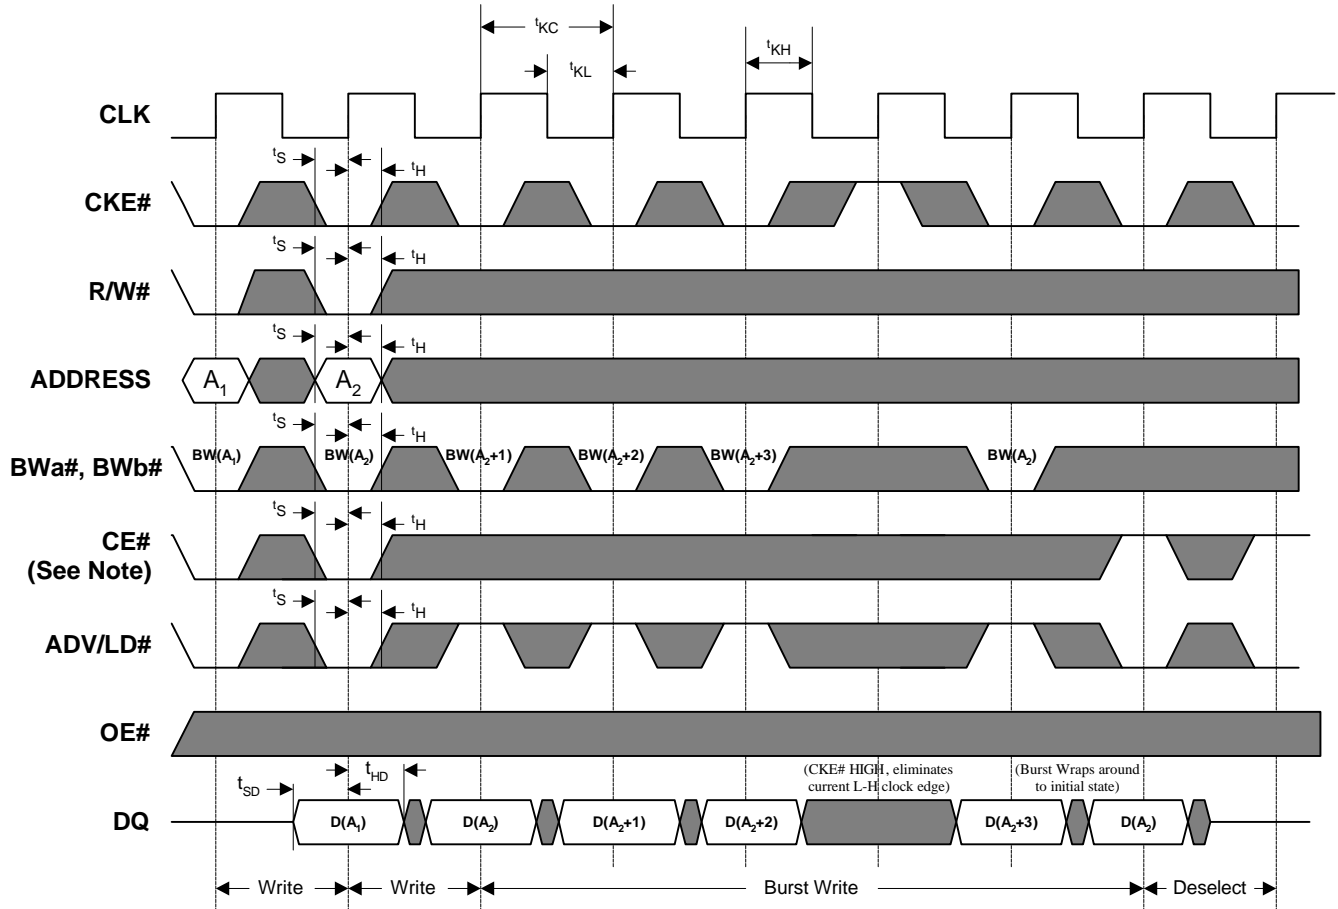 tKC
tKH
tKL
CLK
tS
tH
CKE#
tS
tH
R/W#
tS
tH
ADDRESS
A1
A2
tS
tH
BWa#, BWb#
BW(A1)
BW(A2)
BW(A2+1)
BW(A2+2)
BW(A2+3)
BW(A2)
tS
tH
CE#
(See Note)
tS
tH
ADV/LD#
OE#
tHD
tSD
(CKE# HIGH, eliminates
current L-H clock edge)
(Burst Wraps around
to initial state)
DQ
D(A1)
D(A2)
D(A2+1)
D(A2+2)
D(A2+3)
D(A2)
Write
Write
Burst Write
Deselect